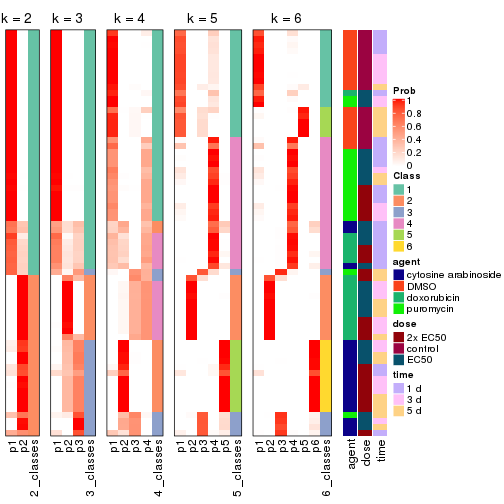 k = 2 k = 3 k = 4 k = 5 k = 6
Prob
1
0.8
0.6
0.4
0.2
0
Class
1
2
3
4
5
6
agent
cytosine arabinoside
DMSO
doxorubicin
puromycin
dose
2x EC50
control
EC50
time
1 d
3 d
5 d
p1 p2 2_classes p1 p2 p3 3_classes p1 p2 p3 p4 4_classes p1 p2 p3 p4 p5 5_classes p1 p2 p3 p4 p5 p6 6_classes agent dose time